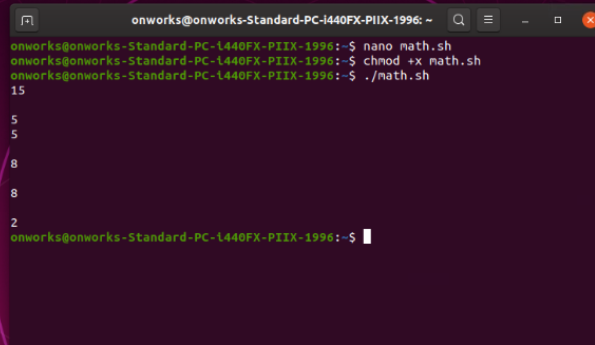 onworks@onworks-Standard-PC-i440FX-PIIX-1996: ~
onworks@onworks-Standard-PC-i440FX-PIIX-1996:~$ nano math.sh
onworks@onworks-Standard-PC-i440FX-PIIX-1996:~$ chmod +x math.sh
onworks@onworks-Standard-PC-i440FX-PIIX-1996:~$ ./math.sh
15
5
5
8
8
2
onworks@onworks-Standard-PC-i440FX-PIIX-1996:~$